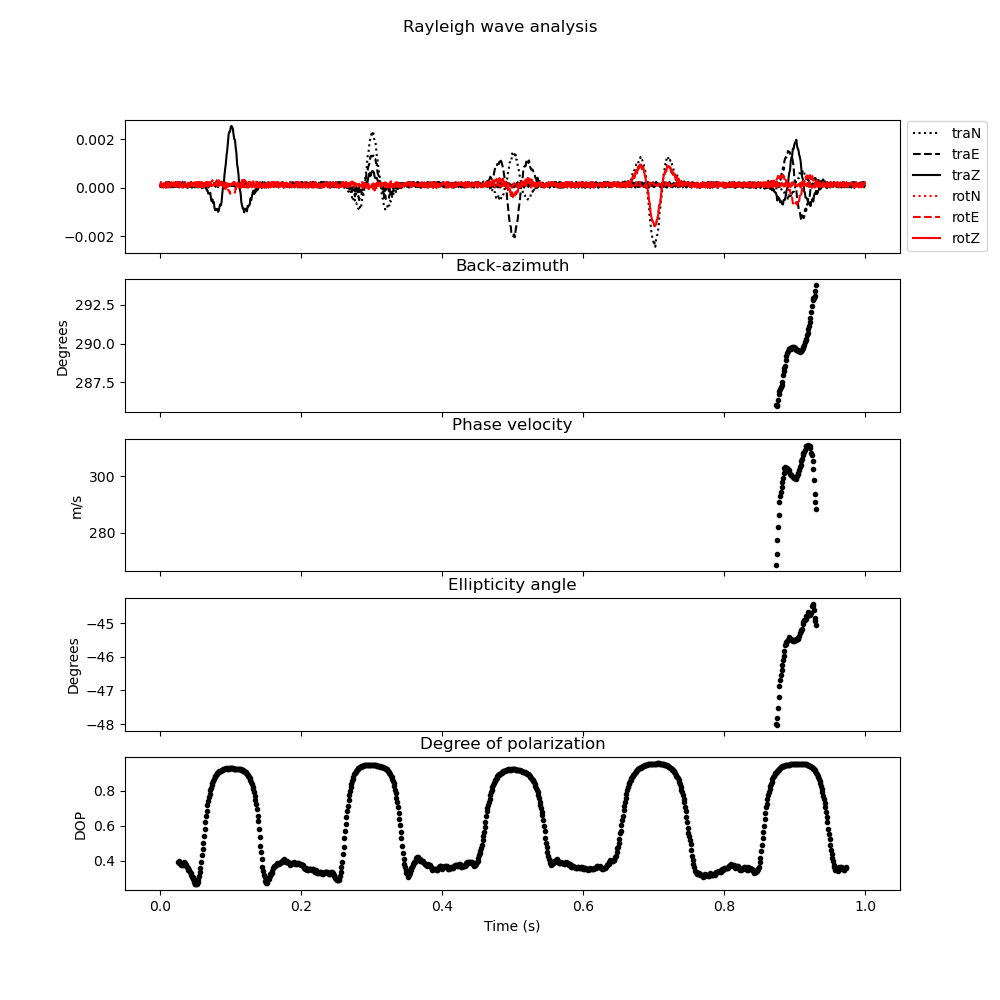 Rayleigh wave analysis
0.002
0.000
−0.002
traN
traE
traZ
rotN
rotE
rotZ
Back-azimuth
292.5
290.0
287.5
Degrees
Phase velocity
300
280
m/s
Ellipticity angle
−45
−46
−47
−48
Degrees
Degree of polarization
0.8
0.6
0.4
DOP
0.0 0.2 0.4 0.6 0.8 1.0
Time (s)